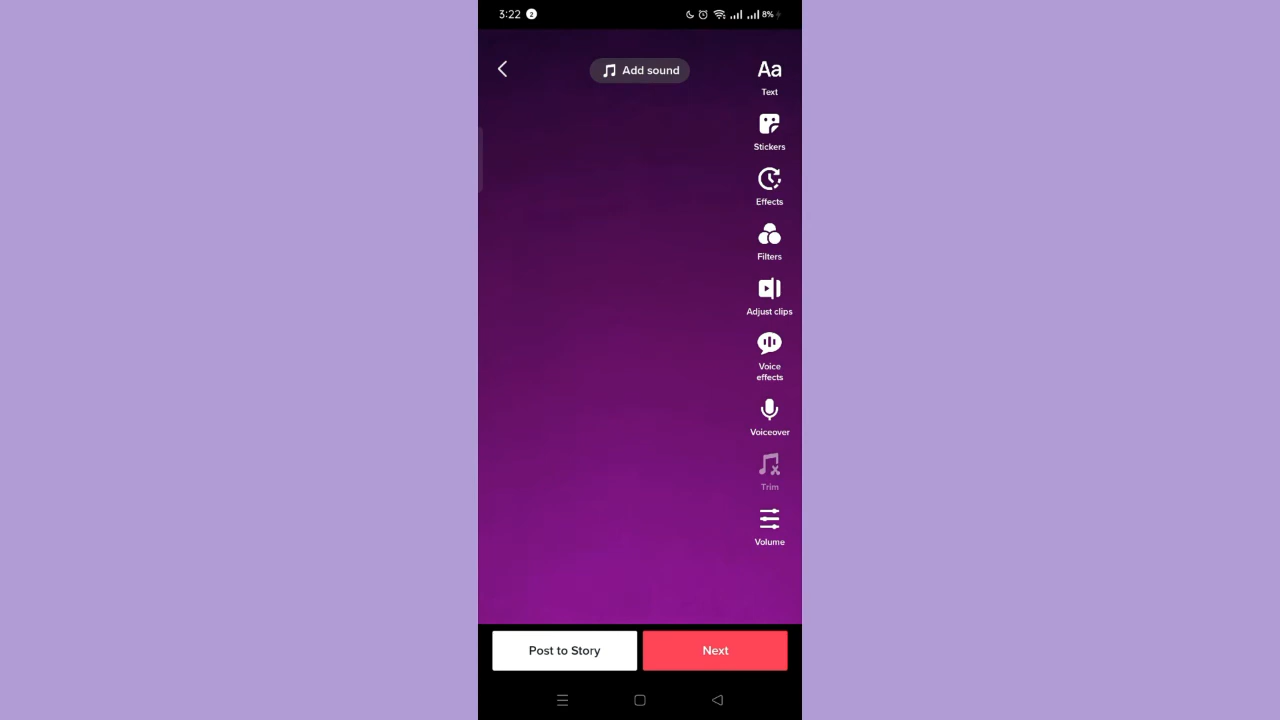 3:22 2
8%
Add sound
Aa
Text
Stickers
Effects
Filters
Adjust clips
Voice
effects
Voiceover
Trim
Volume
Post to Story
Next